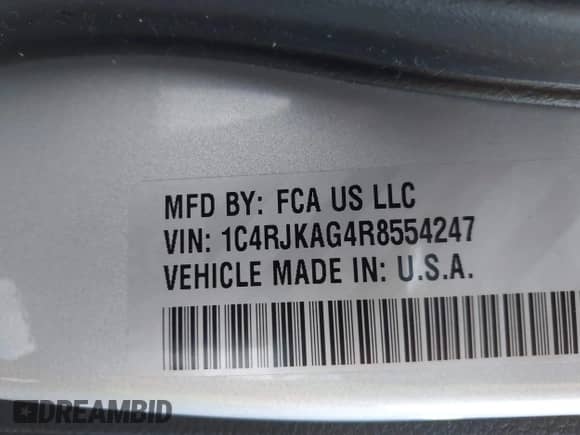 MFD BY: FCA US LLC
VIN: 1C4RJKAG4R8554247
VEHICLE MADE IN: U.S.A.
DREAMBID